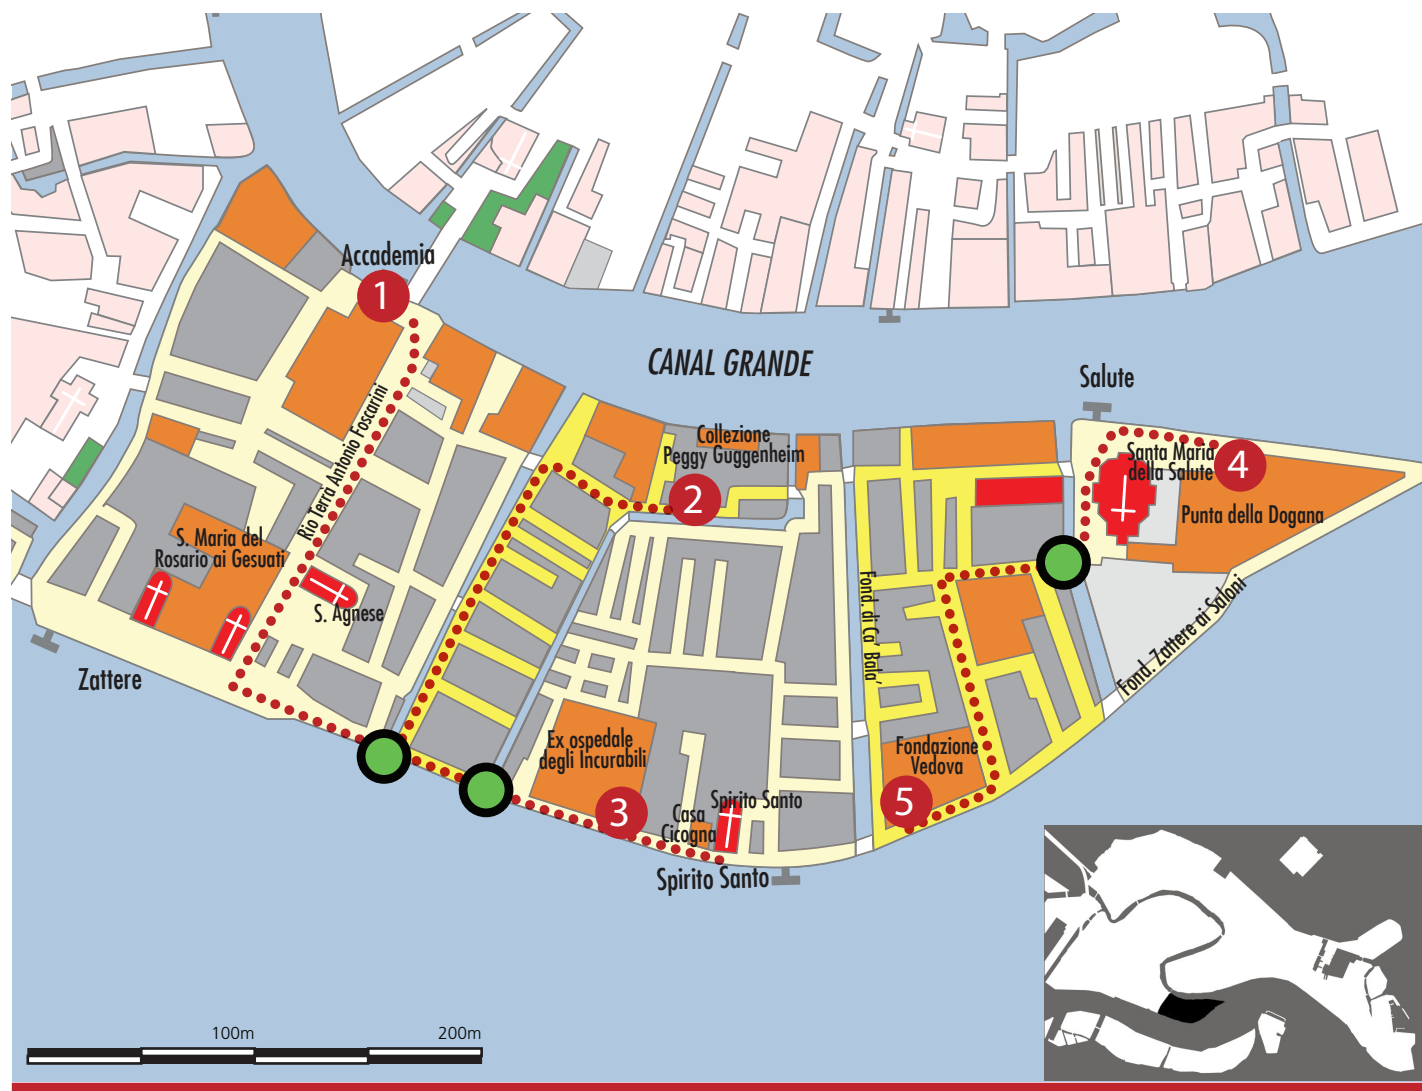 Accademia
1
CANAL GRANDE
Salute
Rio Terrà Antonio Foscarini
Collezione
Peggy Guggenheim
2
Santa Maria
della Salute
4
Punta della Dogana
S. Maria del
Rosario ai Gesuati
S. Agnese
Zattere
Fond. di Ca' Balà'
Fond. Zattere ai Saloni
Ex ospedale
degli Incurabili
3
Casa
Cicogna
Spirito Santo
Spirito Santo
Fondazione
Vedova
5
100m
200m